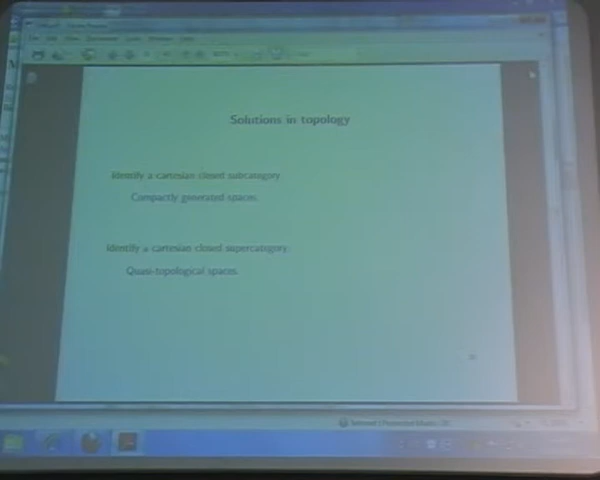 Solutions in topology
Identify a cartesian closed subcategory
Compactly generated spaces.
Identify a cartesian closed supercategory.
Quasi-topological spaces.